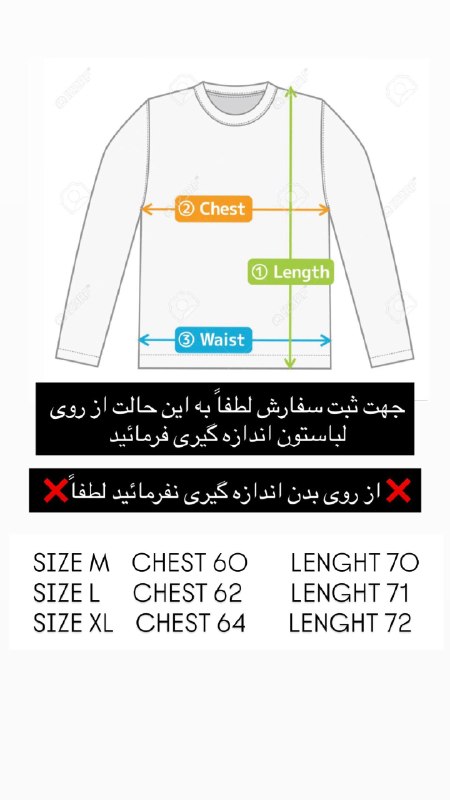 ② Chest
① Length
③ Waist
جهت ثبت سفارش لطفاً به این حالت از روی
لباستون اندازه گیری فرمائید
❌ از روی بدن اندازه گیری نفرمائید لطفاً❌
SIZE M CHEST 60 LENGHT 70
SIZE L CHEST 62 LENGHT 71
SIZE XL CHEST 64 LENGHT 72